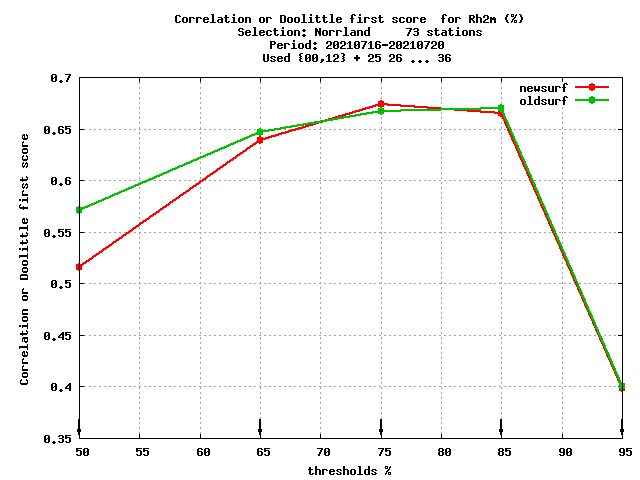 Correlation or Doolittle first score  for Rh2m (%)
Selection: Norrland     73 stations
Period: 20210716-20210720
Used {00,12} + 25 26 ... 36
newsurf
oldsurf
Correlation or Doolittle first score
0.7
0.65
0.6
0.55
0.5
0.45
0.4
0.35
50 55 60 65 70 75 80 85 90 95
thresholds %